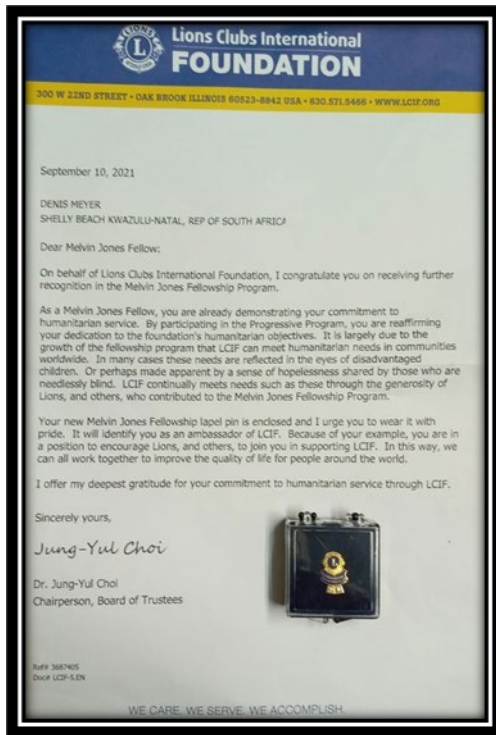 LIONS
L
INTERNATIONAL
Lions Clubs International
FOUNDATION
300 W 22ND STREET • OAK BROOK ILLINOIS 60523-8842 USA • 630.571.5466 • WWW.LCIF.ORG
September 10, 2021
DENIS MEYER
SHELLY BEACH KWAZULU-NATAL, REP OF SOUTH AFRICA
Dear Melvin Jones Fellow:
On behalf of Lions Clubs International Foundation, I congratulate you on receiving further
recognition in the Melvin Jones Fellowship Program.
As a Melvin Jones Fellow, you are already demonstrating your commitment to
humanitarian service. By participating in the Progressive Program, you are reaffirming
your dedication to the foundation's humanitarian objectives. It is largely due to the
growth of the fellowship program that LCIF can meet humanitarian needs in communities
worldwide. In many cases these needs are reflected in the eyes of disadvantaged
children. Or perhaps made apparent by a sense of hopelessness shared by those who are
needlessly blind. LCIF continually meets needs such as these through the generosity of
Lions, and others, who contributed to the Melvin Jones Fellowship Program.
Your new Melvin Jones Fellowship lapel pin is enclosed and I urge you to wear it with
pride. It will identify you as an ambassador of LCIF. Because of your example, you are in
a position to encourage Lions, and others, to join you in supporting LCIF. In this way, we
can all work together to improve the quality of life for people around the world.
I offer my deepest gratitude for your commitment to humanitarian service through LCIF.
Sincerely yours,
Jung-Yul Choi
Dr. Jung-Yul Choi
Chairperson, Board of Trustees
Ref# 3687405
Doc# LCIF-5.EN
WE CARE. WE SERVE. WE ACCOMPLISH.